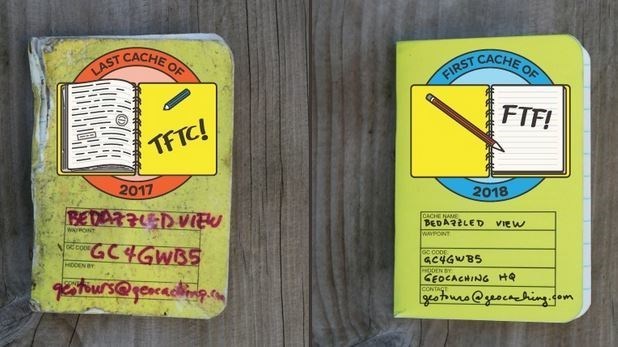 LAST CACHE OF
TFTC!
2017
BEDAZZLED VIEW
WAYPOINT:
GC CODE:
GC4GWB5
HIDDEN BY:
CONTACT:
geotours@geocaching.com
FIRST CACHE OF
FTF!
2018
CACHE NAME:
BEDAZZLED VIEW
WAYPOINT:
GC CODE:
GC4GWB5
HIDDEN BY:
GEOCACHING HQ
CONTACT:
geotours@geocaching.com